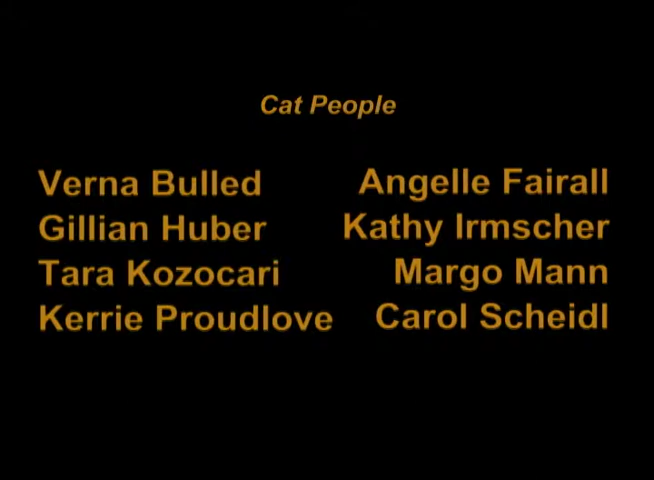 Cat People
Verna Bulled
Angelle Fairall
Gillian Huber
Kathy Irmscher
Tara Kozocari
Margo Mann
Kerrie Proudlove
Carol Scheidl